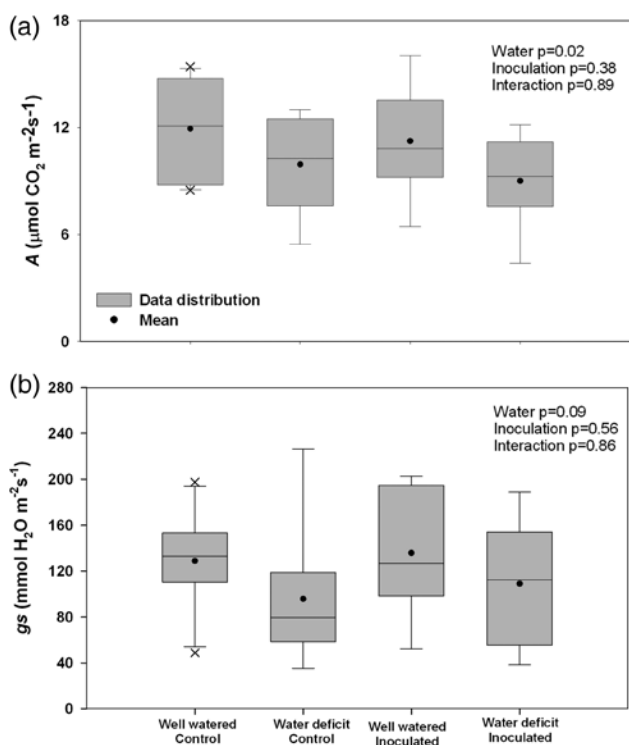 (a)
18
12
6
0
A (μmol CO₂ m⁻²s⁻¹)
Water p=0.02
Inoculation p=0.38
Interaction p=0.89
Data distribution
Mean
(b)
280
240
200
160
120
80
40
0
gs (mmol H₂O m⁻²s⁻¹)
Water p=0.09
Inoculation p=0.56
Interaction p=0.86
Well watered
Control
Water deficit
Control
Well watered
Inoculated
Water deficit
Inoculated